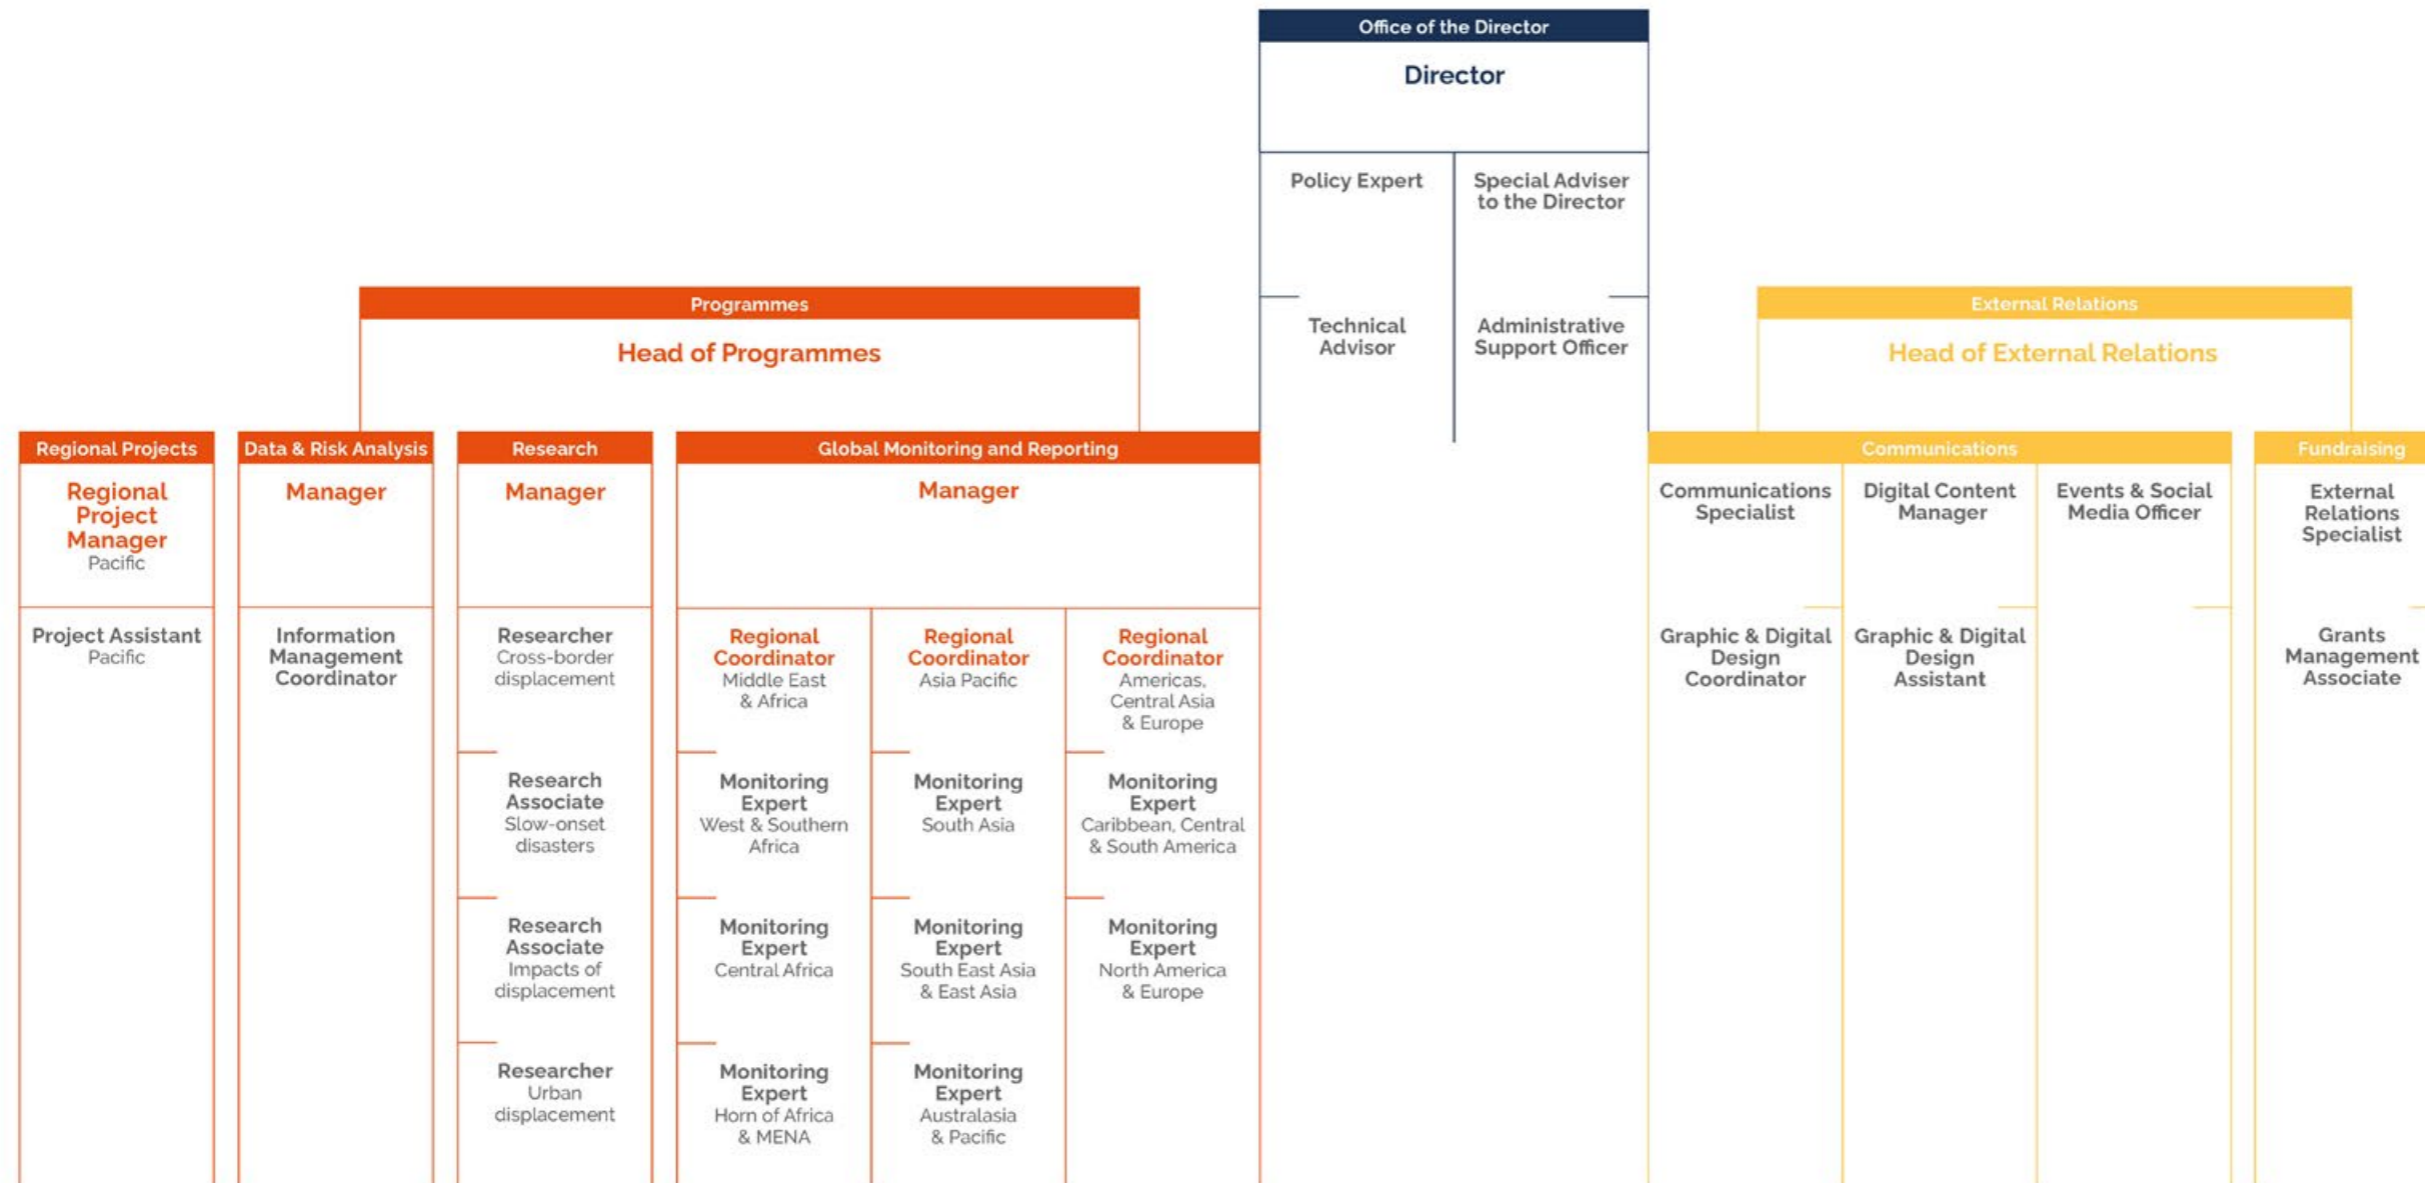 Office of the Director
Director
Policy Expert
Special Adviser
to the Director
Technical
Advisor
Administrative
Support Officer
Programmes
Head of Programmes
Regional Projects
Regional
Project
Manager
Pacific
Project Assistant
Pacific
Data & Risk Analysis
Manager
Information
Management
Coordinator
Research
Manager
Researcher
Cross-border
displacement
Research
Associate
Slow-onset
disasters
Research
Associate
Impacts of
displacement
Researcher
Urban
displacement
Global Monitoring and Reporting
Manager
Regional
Coordinator
Middle East
& Africa
Monitoring
Expert
West & Southern
Africa
Monitoring
Expert
Central Africa
Monitoring
Expert
Horn of Africa
& MENA
Regional
Coordinator
Asia Pacific
Monitoring
Expert
South Asia
Monitoring
Expert
South East Asia
& East Asia
Monitoring
Expert
Australasia
& Pacific
Regional
Coordinator
Americas,
Central Asia
& Europe
Monitoring
Expert
Caribbean, Central
& South America
Monitoring
Expert
North America
& Europe
External Relations
Head of External Relations
Communications
Communications
Specialist
Graphic & Digital
Design
Coordinator
Digital Content
Manager
Graphic & Digital
Design
Assistant
Events & Social
Media Officer
Fundraising
External
Relations
Specialist
Grants
Management
Associate